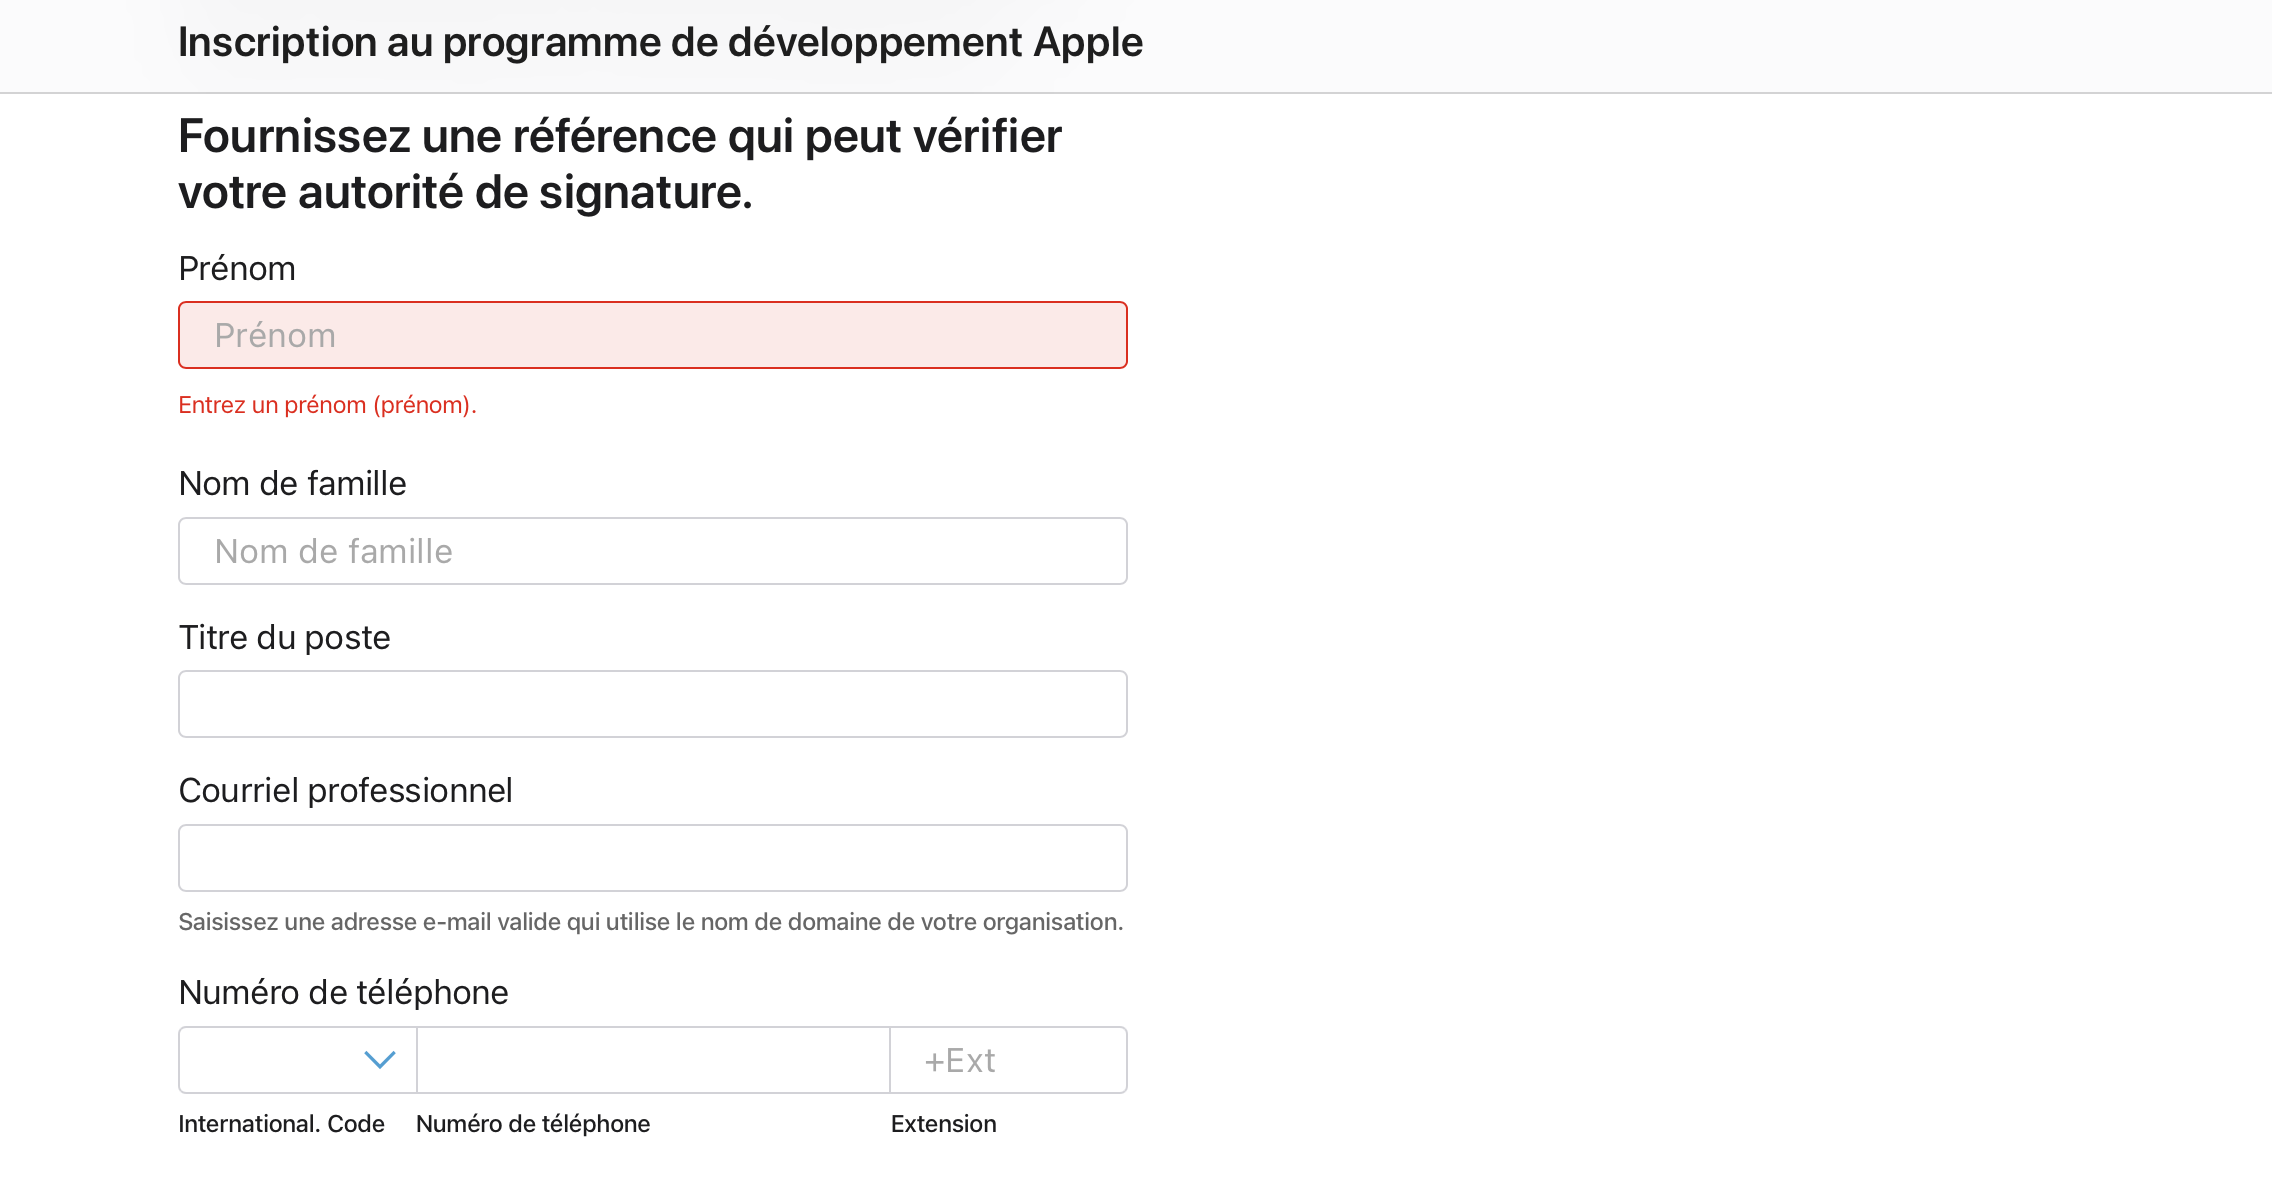 Inscription au programme de développement Apple
Fournissez une référence qui peut vérifier
votre autorité de signature.
Prénom
Prénom
Entrez un prénom (prénom).
Nom de famille
Nom de famille
Titre du poste
Courriel professionnel
Saisissez une adresse e-mail valide qui utilise le nom de domaine de votre organisation.
Numéro de téléphone
+Ext
International. Code Numéro de téléphone Extension